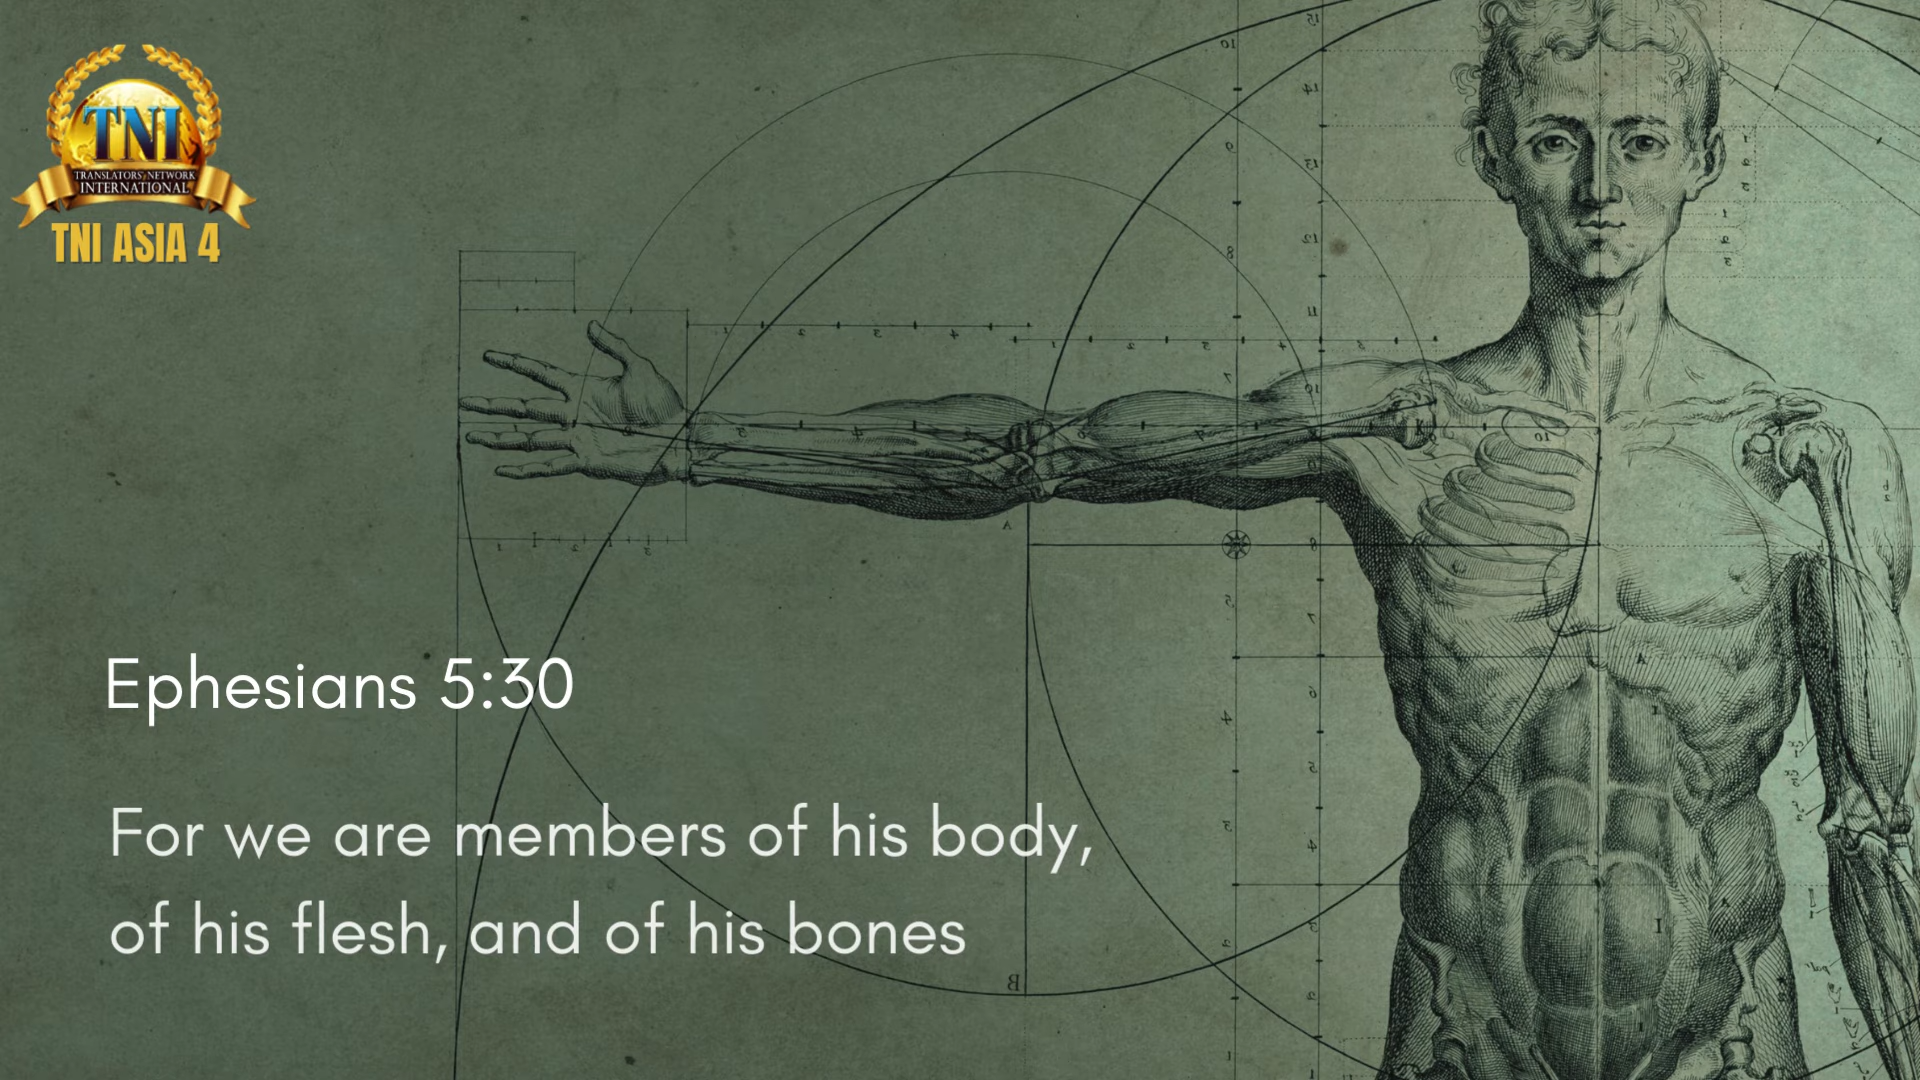 TNI
TRANSLATORS' NETWORK
INTERNATIONAL
TNI ASIA 4
Ephesians 5:30
For we are members of his body,
of his flesh, and of his bones
A
B